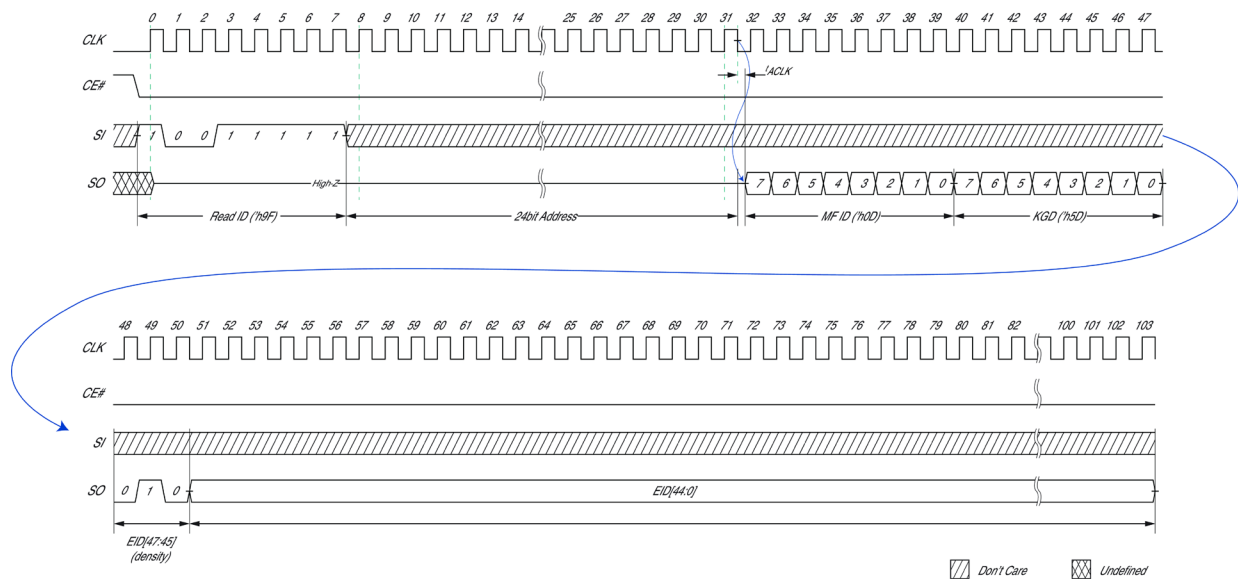 0 1 2 3 4 5 6 7 8 9 10 11 12 13 14 25 26 27 28 29 30 31 32 33 34 35 36 37 38 39 40 41 42 43 44 45 46 47
CLK
tACLK
CE#
SI 1 0 0 1 1 1 1 1
SO High-Z 7 6 5 4 3 2 1 0 7 6 5 4 3 2 1 0
Read ID ('h9F) 24bit Address MF ID ('h0D) KGD ('h5D)
48 49 50 51 52 53 54 55 56 57 58 59 60 61 62 63 64 65 66 67 68 69 70 71 72 73 74 75 76 77 78 79 80 81 82 100 101 102 103
CLK
CE#
SI
SO 0 1 0 EID[44:0]
EID[47:45]
(density)
Don't Care Undefined